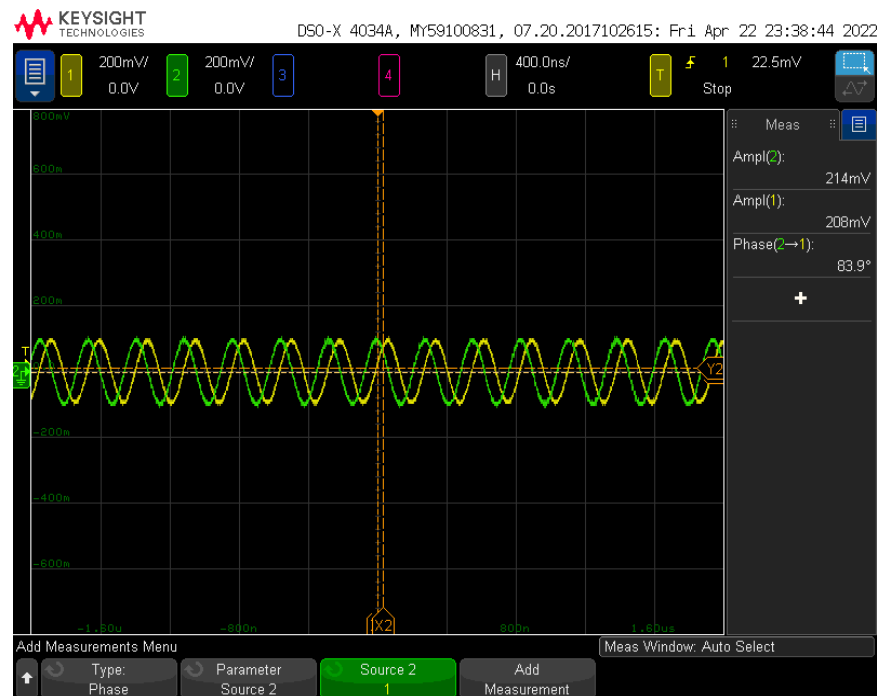 KEYSIGHT
TECHNOLOGIES
DSO-X 4034A, MY59100831, 07.20.2017102615: Fri Apr 22 23:38:44 2022
1 200mV/ 2 200mV/ 3 4 H 400.0ns/ T 1 22.5mV
0.0V 0.0V 0.0s Stop
800mV
600m
400m
200m
T
2
Y2
-200m
-400m
-600m
-800n 800n 1.60us
X2
Meas
Ampl(2):
214mV
Ampl(1):
208mV
Phase(2→1):
83.9°
Add Measurements Menu
Meas Window: Auto Select
Type: Parameter Source 2 Add
Phase Source 2 1 Measurement